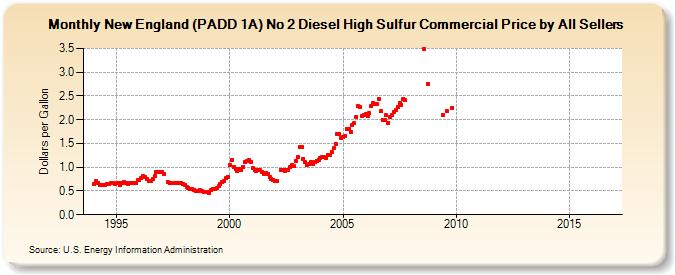 Monthly New England (PADD 1A) No 2 Diesel High Sulfur Commercial Price by All Sellers
Dollars per Gallon
3.5
3.0
2.5
2.0
1.5
1.0
0.5
0.0
1995 2000 2005 2010 2015
Source: U.S. Energy Information Administration